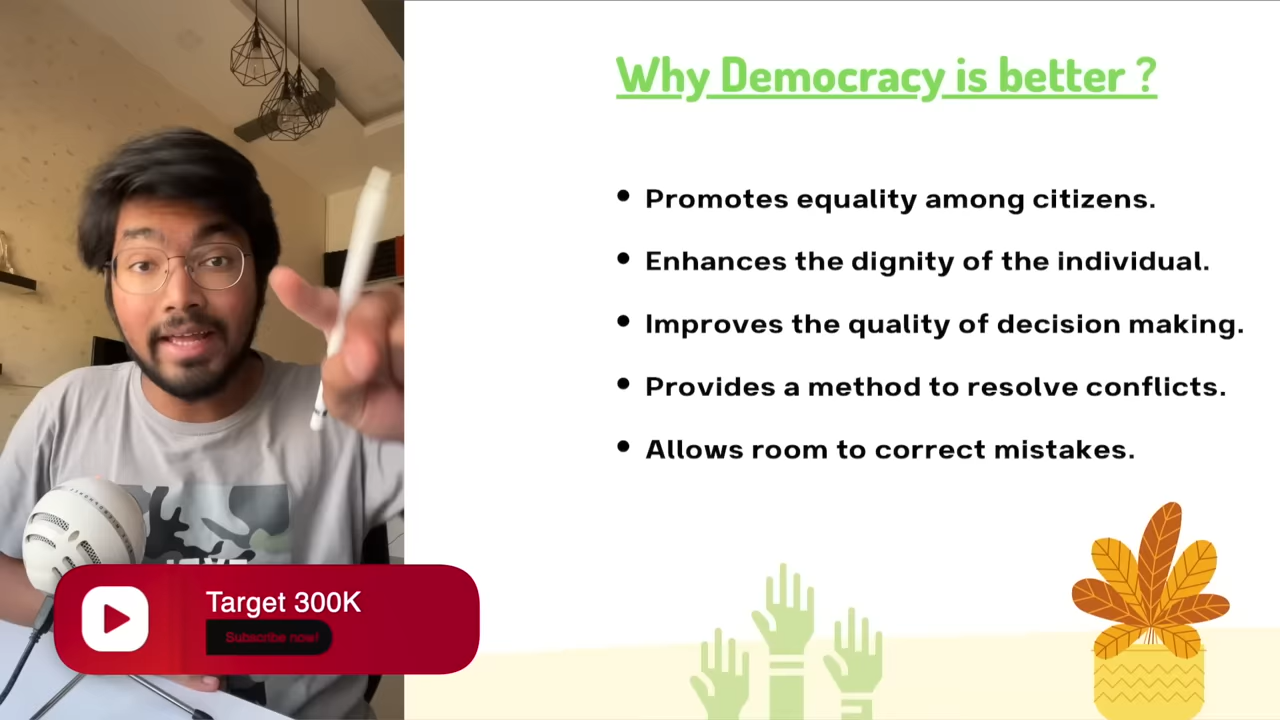 Why Democracy is better ?
• Promotes equality among citizens.
• Enhances the dignity of the individual.
• Improves the quality of decision making.
• Provides a method to resolve conflicts.
• Allows room to correct mistakes.
Target 300K
Subscribe now!